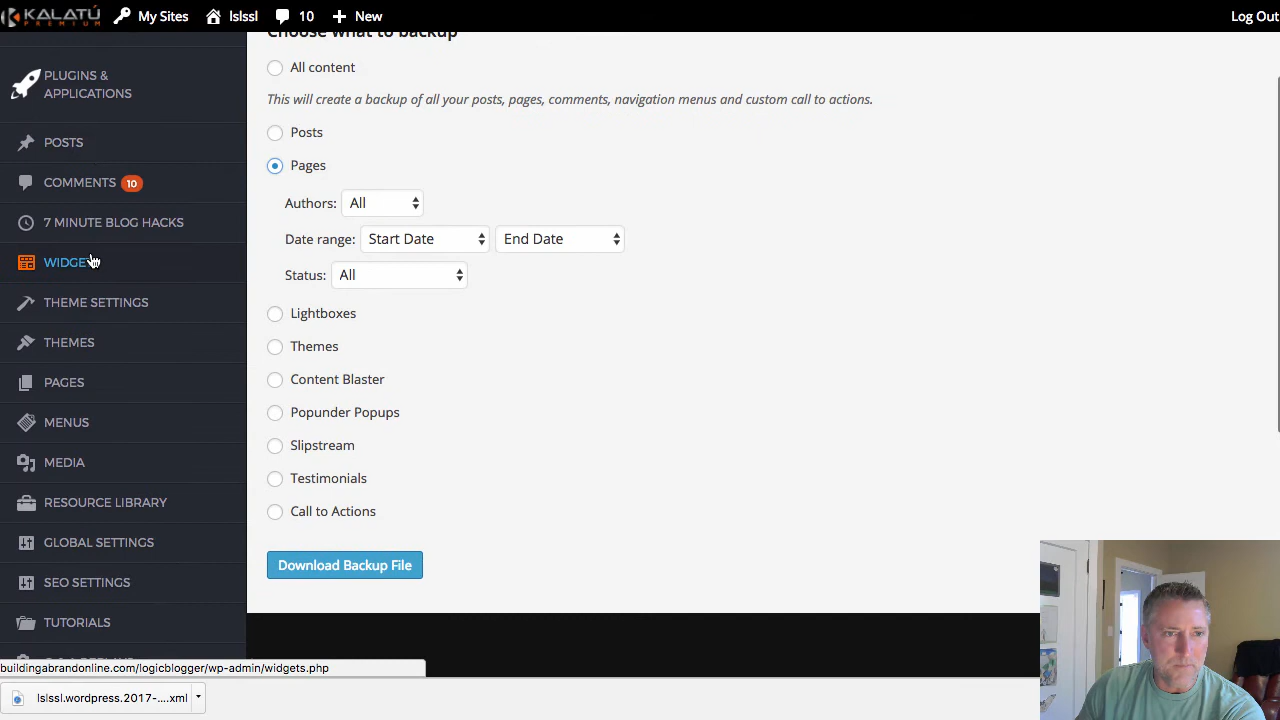 KALATÚ PREMIUM My Sites lslssl 10 New Log Out
Choose what to backup
PLUGINS & APPLICATIONS
POSTS
COMMENTS 10
7 MINUTE BLOG HACKS
WIDGE
THEME SETTINGS
THEMES
PAGES
MENUS
MEDIA
RESOURCE LIBRARY
GLOBAL SETTINGS
SEO SETTINGS
TUTORIALS
All content
This will create a backup of all your posts, pages, comments, navigation menus and custom call to actions.
Posts
Pages
Authors: All
Date range: Start Date End Date
Status: All
Lightboxes
Themes
Content Blaster
Popunder Popups
Slipstream
Testimonials
Call to Actions
Download Backup File
buildingabrandonline.com/logicblogger/wp-admin/widgets.php
lslssl.wordpress.2017-....xml